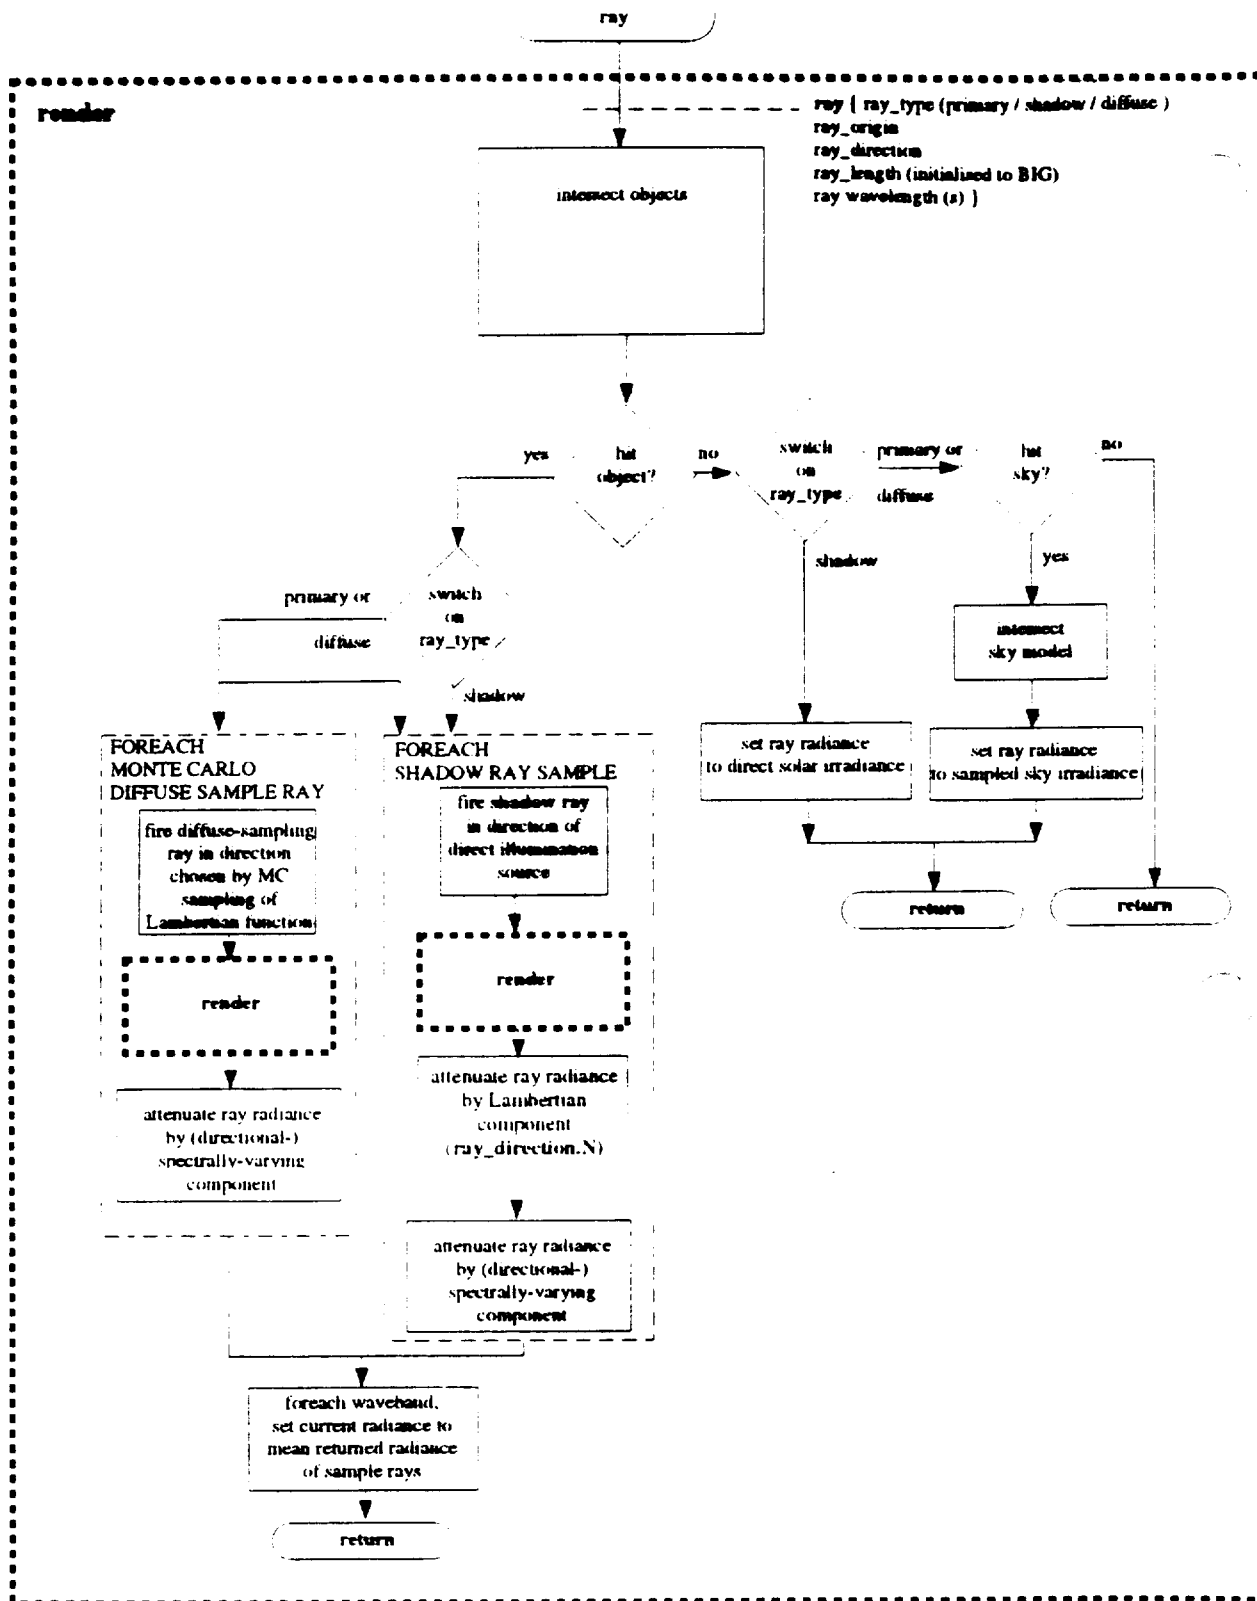 ray
render
ray { ray_type (primary / shadow / diffuse )
ray_origin
ray_direction
ray_length (initialised to BIG)
ray wavelength (s) }
intersect objects
yes
hit
object?
no
switch
on
ray_type
primary or
diffuse
hit
sky?
no
shadow
yes
primary or
diffuse
switch
on
ray_type
shadow
intersect
sky model
set ray radiance
to direct solar irradiance
set ray radiance
to sampled sky irradiance
return
return
FOREACH
MONTE CARLO
DIFFUSE SAMPLE RAY
fire diffuse-sampling
ray in direction
chosen by MC
sampling of
Lambertian function
render
attenuate ray radiance
by (directional-)
spectrally-varying
component
FOREACH
SHADOW RAY SAMPLE
fire shadow ray
in direction of
direct illumination
source
render
attenuate ray radiance
by Lambertian
component
(ray_direction.N)
attenuate ray radiance
by (directional-)
spectrally-varying
component
foreach waveband,
set current radiance to
mean returned radiance
of sample rays
return